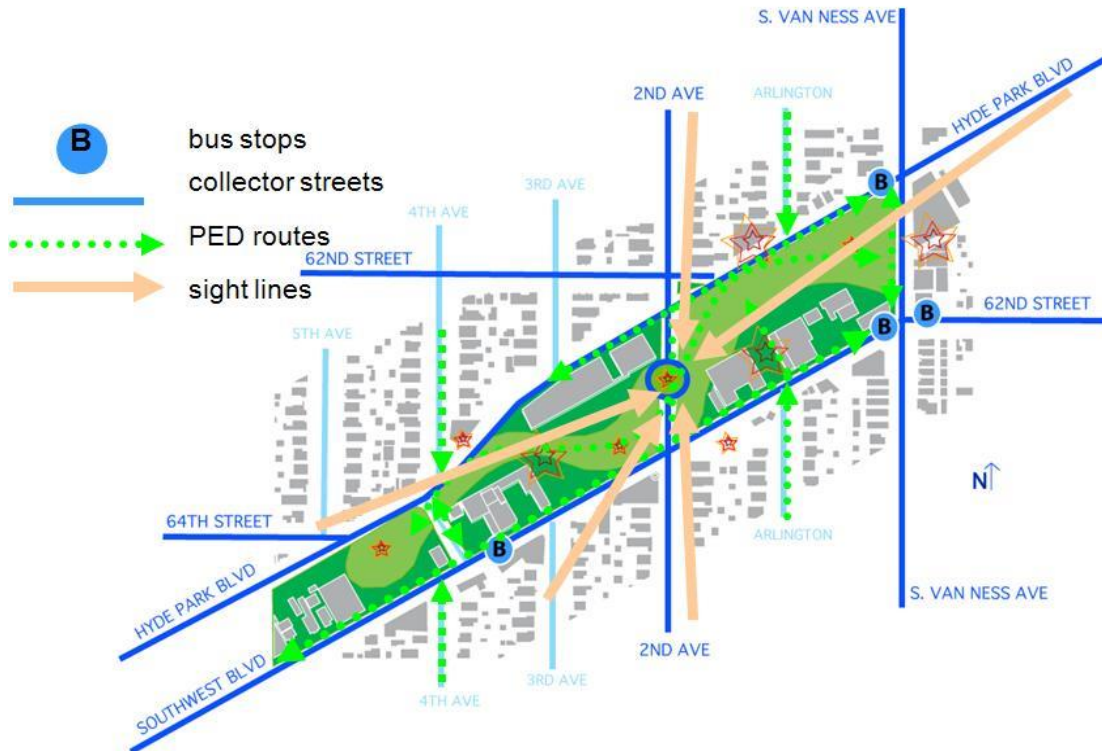 S. VAN NESS AVE
HYDE PARK BLVD
2ND AVE
ARLINGTON
B
bus stops
collector streets
PED routes
sight lines
3RD AVE
4TH AVE
62ND STREET
5TH AVE
B
B
B
62ND STREET
N
64TH STREET
B
ARLINGTON
HYDE PARK BLVD
SOUTHWEST BLVD
S. VAN NESS AVE
2ND AVE
3RD AVE
4TH AVE